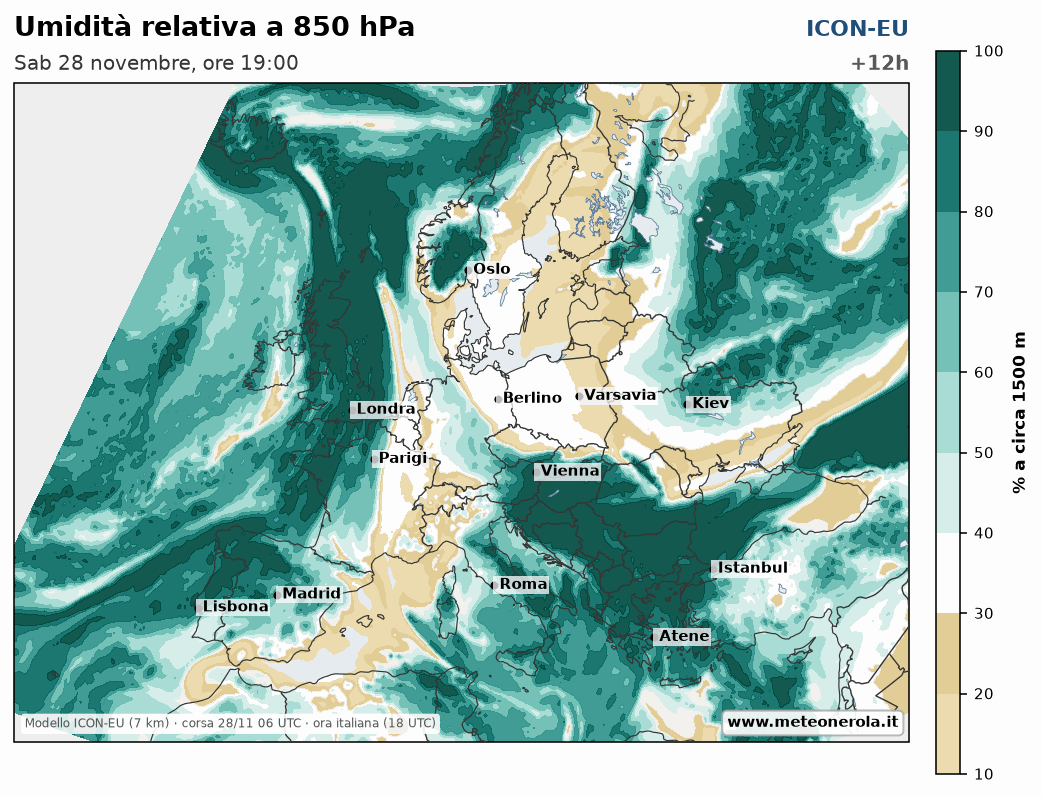 Umidità relativa a 850 hPa
ICON-EU
Sab 28 novembre, ore 19:00
+12h
100
90
80
70
60
50
40
30
20
10
% a circa 1500 m
Oslo
Berlino
Varsavia
Kiev
Londra
Parigi
Vienna
Istanbul
Roma
Madrid
Lisbona
Atene
Modello ICON-EU (7 km) · corsa 28/11 06 UTC · ora italiana (18 UTC)
www.meteonerola.it